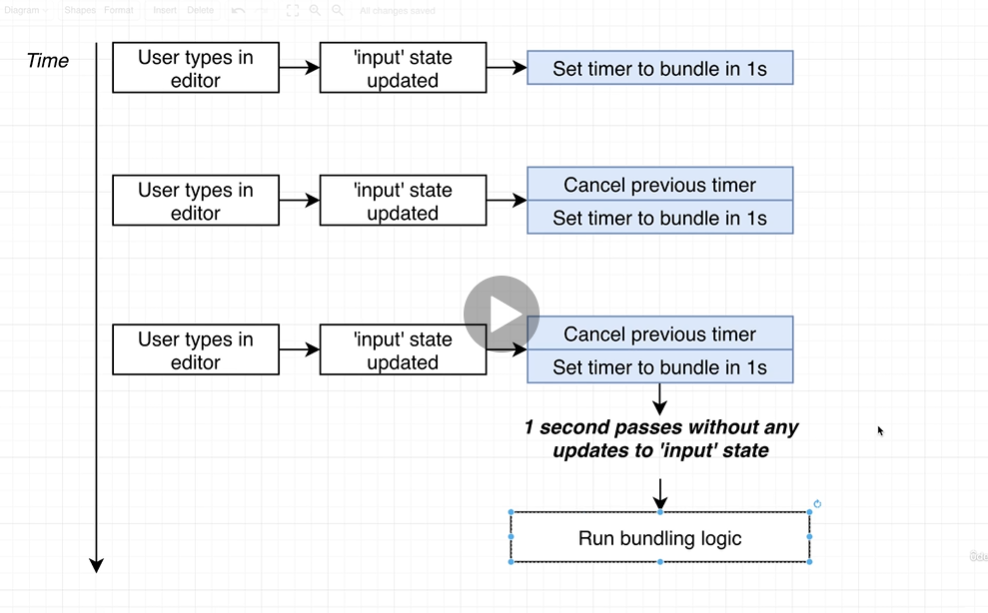 Diagram
Shapes
Format
Insert
Delete
All changes saved
Time
User types in
editor
'input' state
updated
Set timer to bundle in 1s
User types in
editor
'input' state
updated
Cancel previous timer
Set timer to bundle in 1s
User types in
editor
'input' state
updated
Cancel previous timer
Set timer to bundle in 1s
1 second passes without any
updates to 'input' state
Run bundling logic